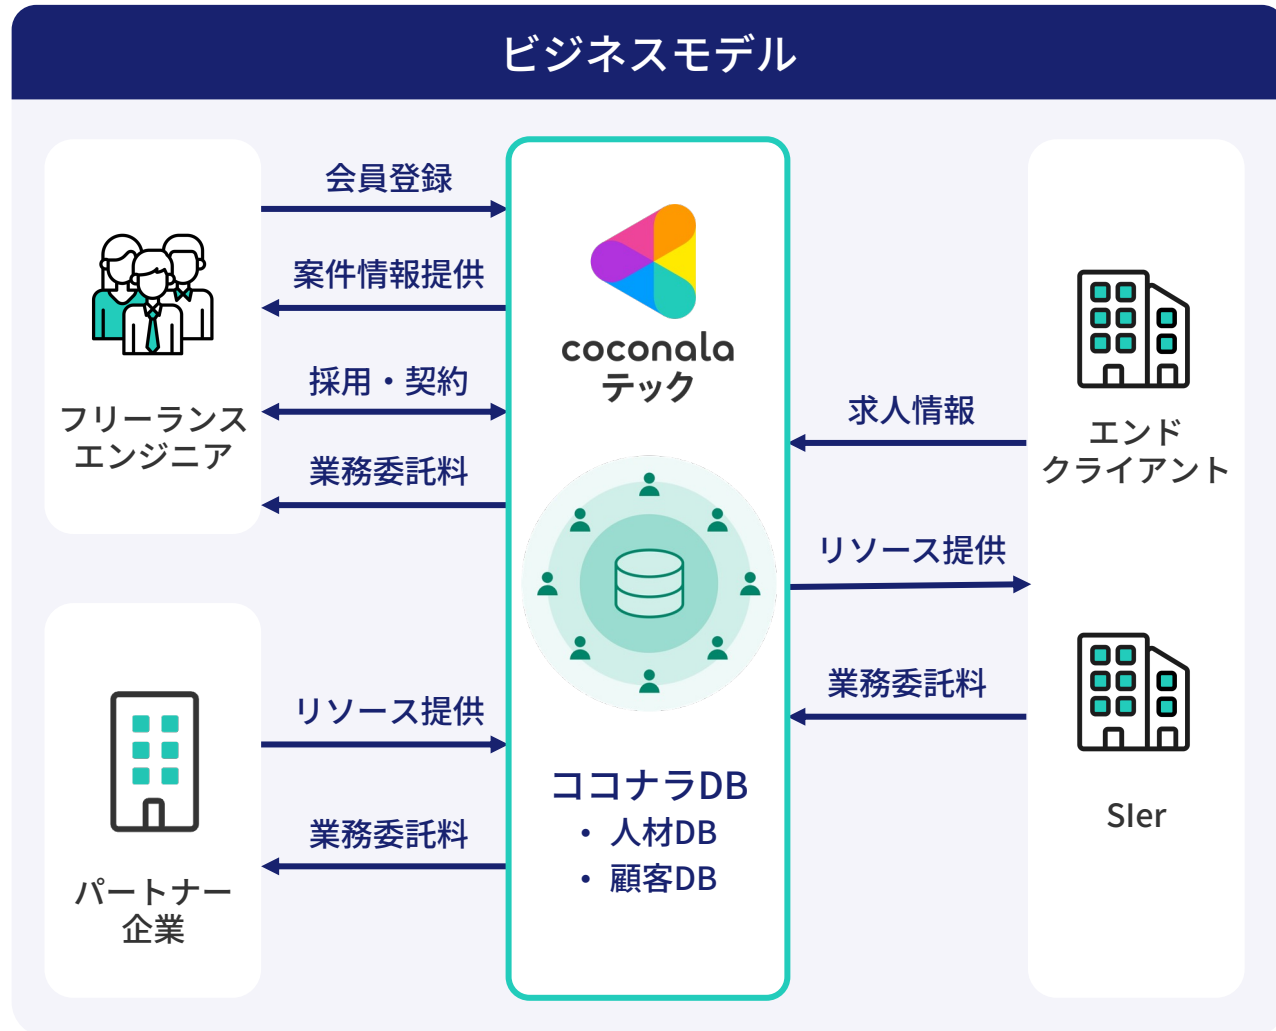 ビジネスモデル
会員登録
案件情報提供
採用・契約
業務委託料
フリーランス
エンジニア
リソース提供
業務委託料
パートナー
企業
coconala
テック
ココナラDB
・ 人材DB
・ 顧客DB
求人情報
リソース提供
業務委託料
エンド
クライアント
SIer